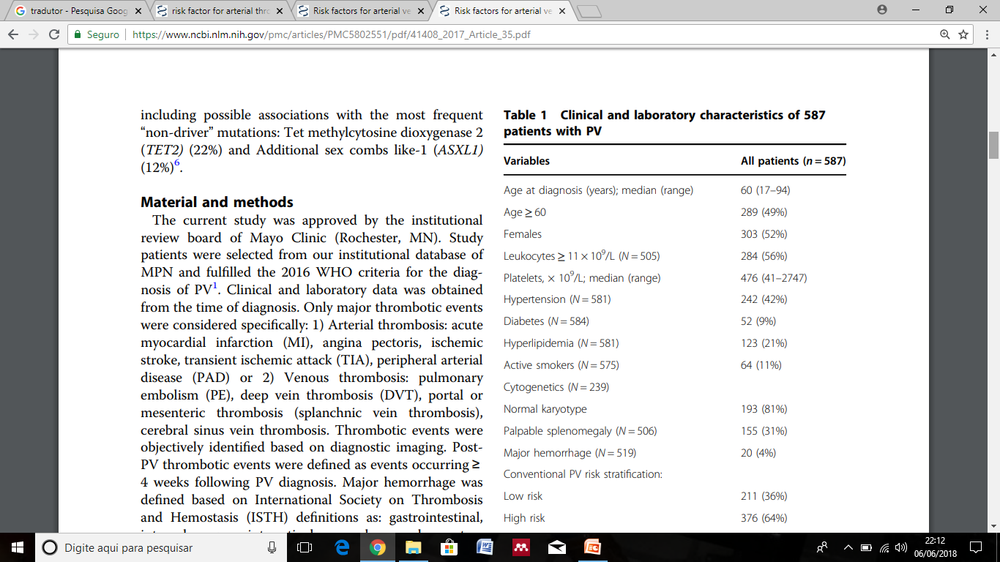 tradutor - Pesquisa Goog
risk factor for arterial thro
Risk factors for arterial ve
Risk factors for arterial ve
Seguro
https://www.ncbi.nlm.nih.gov/pmc/articles/PMC5802551/pdf/41408_2017_Article_35.pdf
including possible associations with the most frequent
“non-driver” mutations: Tet methylcytosine dioxygenase 2
(TET2) (22%) and Additional sex combs like-1 (ASXL1)
(12%)6.
Material and methods
The current study was approved by the institutional
review board of Mayo Clinic (Rochester, MN). Study
patients were selected from our institutional database of
MPN and fulfilled the 2016 WHO criteria for the diag-
nosis of PV1. Clinical and laboratory data was obtained
from the time of diagnosis. Only major thrombotic events
were considered specifically: 1) Arterial thrombosis: acute
myocardial infarction (MI), angina pectoris, ischemic
stroke, transient ischemic attack (TIA), peripheral arterial
disease (PAD) or 2) Venous thrombosis: pulmonary
embolism (PE), deep vein thrombosis (DVT), portal or
mesenteric thrombosis (splanchnic vein thrombosis),
cerebral sinus vein thrombosis. Thrombotic events were
objectively identified based on diagnostic imaging. Post-
PV thrombotic events were defined as events occurring ≥
4 weeks following PV diagnosis. Major hemorrhage was
defined based on International Society on Thrombosis
and Hemostasis (ISTH) definitions as: gastrointestinal,
Table 1 Clinical and laboratory characteristics of 587
patients with PV
Variables All patients (n = 587)
Age at diagnosis (years); median (range) 60 (17–94)
Age ≥ 60 289 (49%)
Females 303 (52%)
Leukocytes ≥ 11 × 10⁹/L (N = 505) 284 (56%)
Platelets, × 10⁹/L; median (range) 476 (41–2747)
Hypertension (N = 581) 242 (42%)
Diabetes (N = 584) 52 (9%)
Hyperlipidemia (N = 581) 123 (21%)
Active smokers (N = 575) 64 (11%)
Cytogenetics (N = 239)
Normal karyotype 193 (81%)
Palpable splenomegaly (N = 506) 155 (31%)
Major hemorrhage (N = 519) 20 (4%)
Conventional PV risk stratification:
Low risk 211 (36%)
High risk 376 (64%)
Digite aqui para pesquisar
22:12
06/06/2018